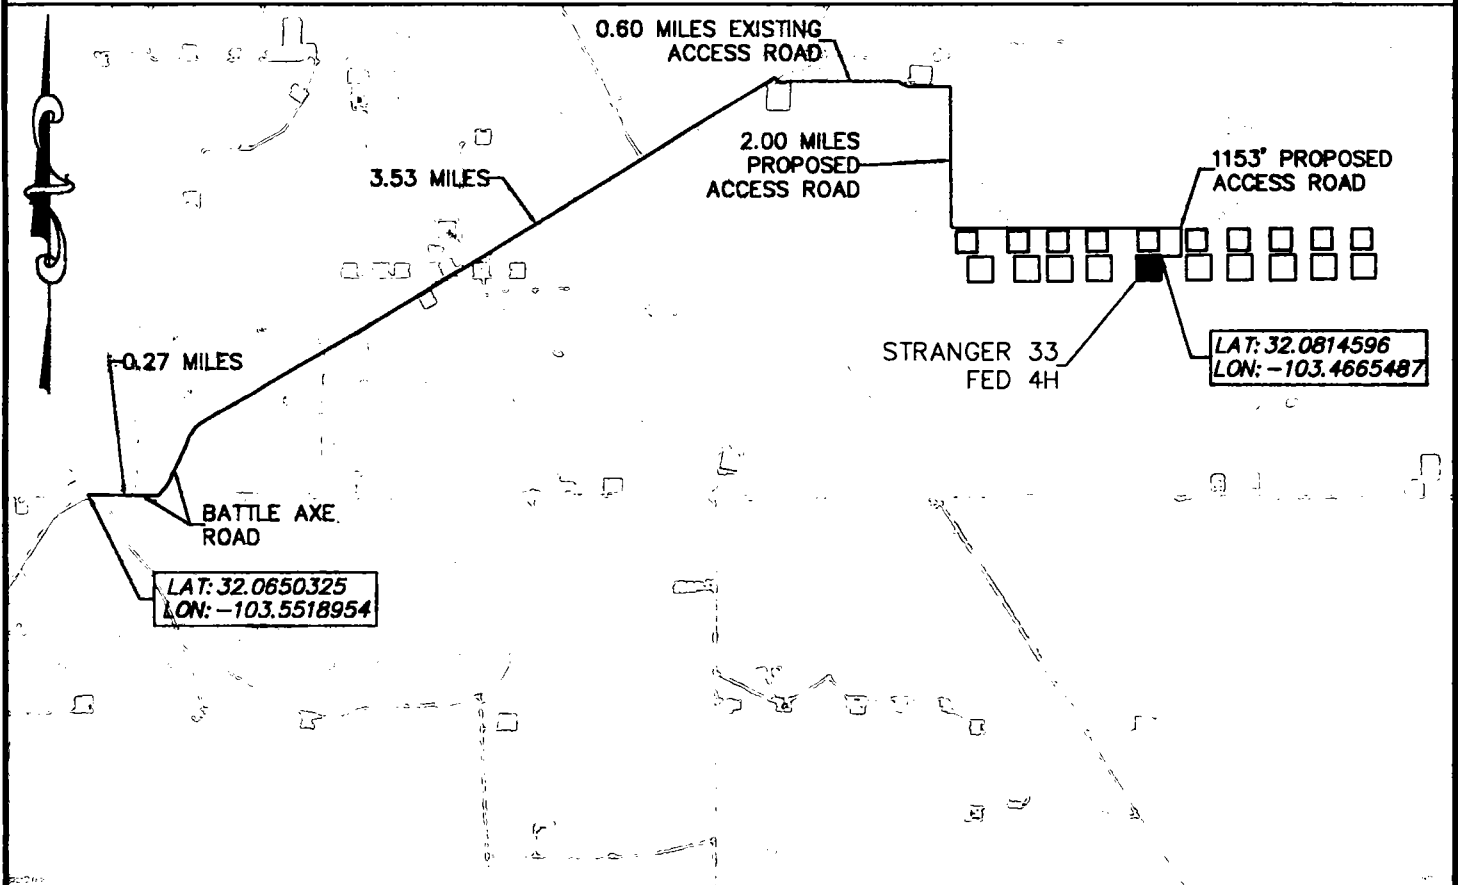 0.60 MILES EXISTING
ACCESS ROAD
2.00 MILES
PROPOSED
ACCESS ROAD
1153' PROPOSED
ACCESS ROAD
3.53 MILES
STRANGER 33
FED 4H
LAT: 32.0814596
LON: -103.4665487
0.27 MILES
BATTLE AXE
ROAD
LAT: 32.0650325
LON: -103.5518954